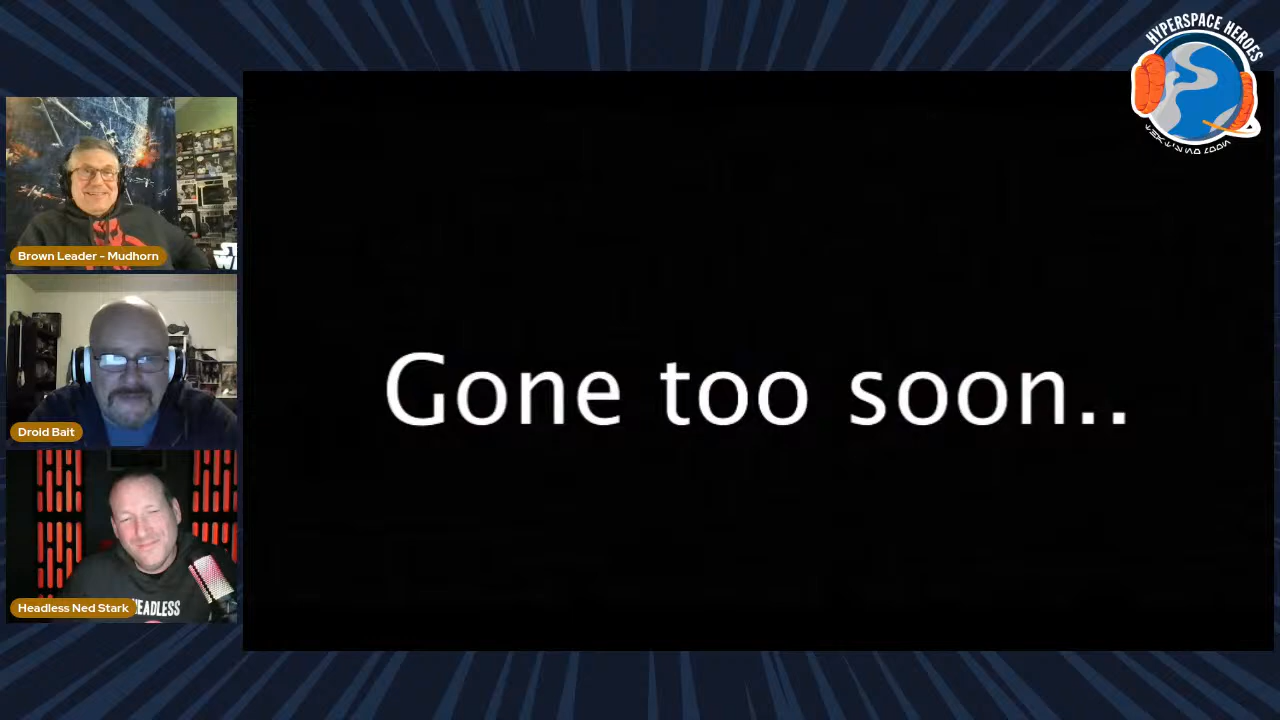 HYPERSPACE HEROES
Brown Leader - Mudhorn
Droid Bait
HEADLESS
Headless Ned Stark
Gone too soon..